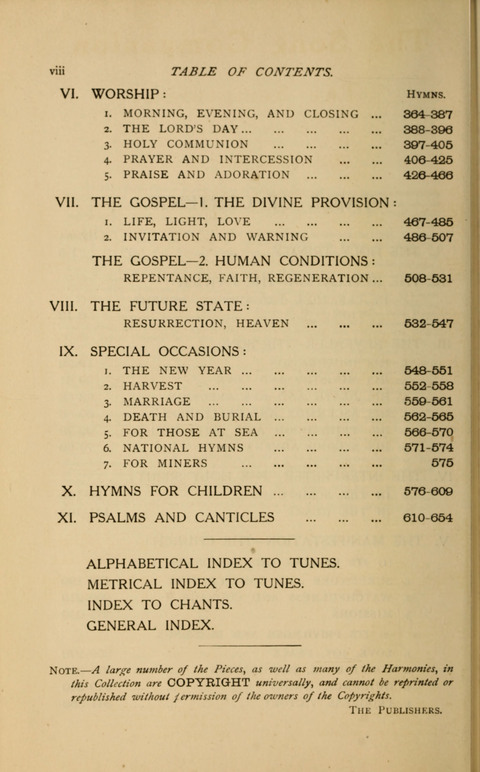 viii TABLE OF CONTENTS.
VI. WORSHIP: HYMNS.
1. MORNING, EVENING, AND CLOSING ... 364-387
2. THE LORD'S DAY ... ... ... ... 388-396
3. HOLY COMMUNION ... ... ... 397-405
4. PRAYER AND INTERCESSION ... ... 406-425
5. PRAISE AND ADORATION ... ... ... 426-466
VII. THE GOSPEL—1. THE DIVINE PROVISION:
1. LIFE, LIGHT, LOVE ... ... ... ... 467-485
2. INVITATION AND WARNING ... ... 486-507
THE GOSPEL—2. HUMAN CONDITIONS:
REPENTANCE, FAITH, REGENERATION ... 508-531
VIII. THE FUTURE STATE:
RESURRECTION, HEAVEN ... ... ... 532-547
IX. SPECIAL OCCASIONS:
1. THE NEW YEAR ... ... ... ... ... 548-551
2. HARVEST ... ... ... ... ... ... 552-558
3. MARRIAGE ... ... ... ... ... ... 559-561
4. DEATH AND BURIAL ... ... ... ... 562-565
5. FOR THOSE AT SEA ... ... ... ... 566-570
6. NATIONAL HYMNS ... ... ... ... 571-574
7. FOR MINERS ... ... ... ... ... 575
X. HYMNS FOR CHILDREN ... ... ... ... 576-609
XI. PSALMS AND CANTICLES ... ... ... 610-654
ALPHABETICAL INDEX TO TUNES.
METRICAL INDEX TO TUNES.
INDEX TO CHANTS.
GENERAL INDEX.
NOTE.—A large number of the Pieces, as well as many of the Harmonies, in
this Collection are COPYRIGHT universally, and cannot be reprinted or
republished without permission of the owners of the Copyrights.
THE PUBLISHERS.